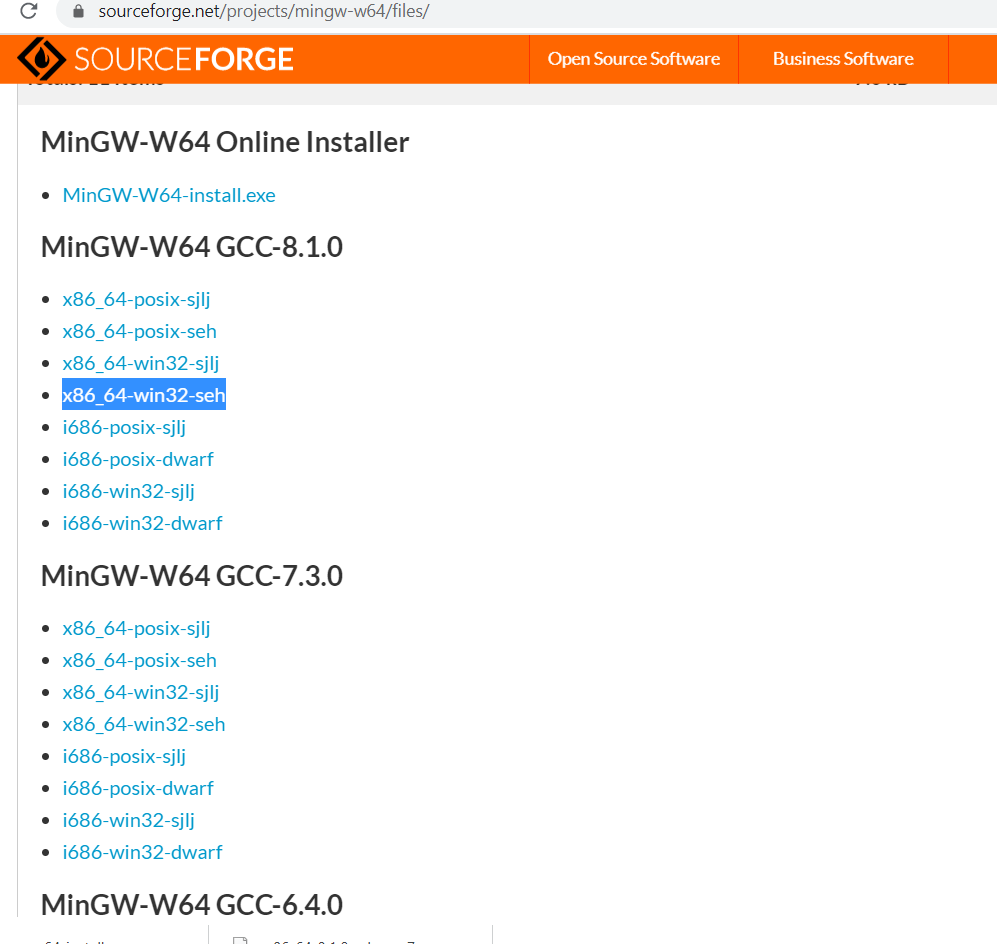 sourceforge.net/projects/mingw-w64/files/
SOURCEFORGE
Open Source Software
Business Software
MinGW-W64 Online Installer
MinGW-W64-install.exe
MinGW-W64 GCC-8.1.0
x86_64-posix-sjlj
x86_64-posix-seh
x86_64-win32-sjlj
x86_64-win32-seh
i686-posix-sjlj
i686-posix-dwarf
i686-win32-sjlj
i686-win32-dwarf
MinGW-W64 GCC-7.3.0
x86_64-posix-sjlj
x86_64-posix-seh
x86_64-win32-sjlj
x86_64-win32-seh
i686-posix-sjlj
i686-posix-dwarf
i686-win32-sjlj
i686-win32-dwarf
MinGW-W64 GCC-6.4.0